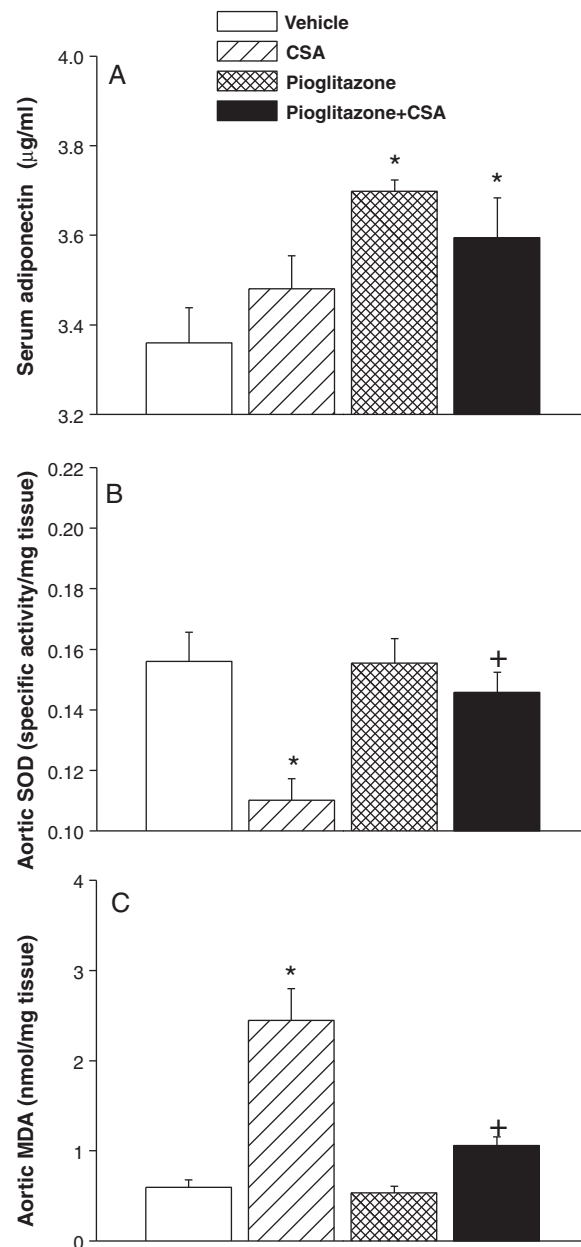 Vehicle
CSA
Pioglitazone
Pioglitazone+CSA
A
Serum adiponectin (μg/ml)
4.0
3.8
3.6
3.4
3.2
*
*
B
Aortic SOD (specific activity/mg tissue)
0.22
0.20
0.18
0.16
0.14
0.12
0.10
*
+
C
Aortic MDA (nmol/mg tissue)
4
3
2
1
0
*
+